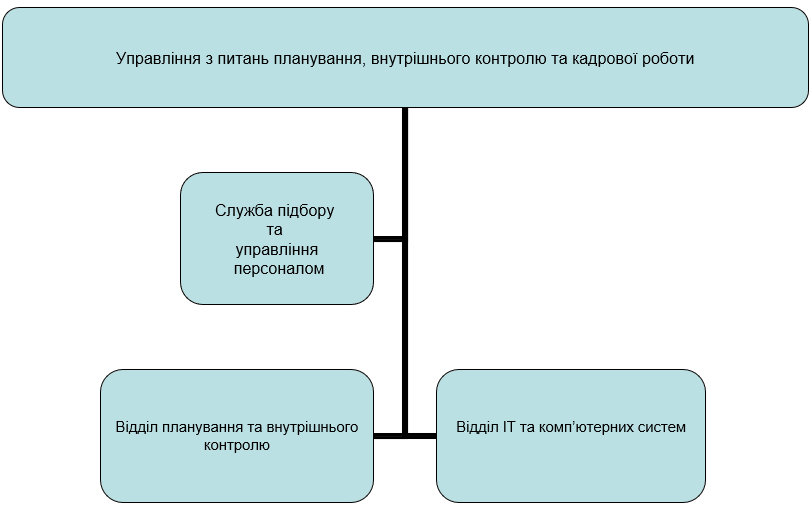 Управління з питань планування, внутрішнього контролю та кадрової роботи
Служба підбору
та
управління
персоналом
Відділ планування та внутрішнього
контролю
Відділ ІТ та комп’ютерних систем